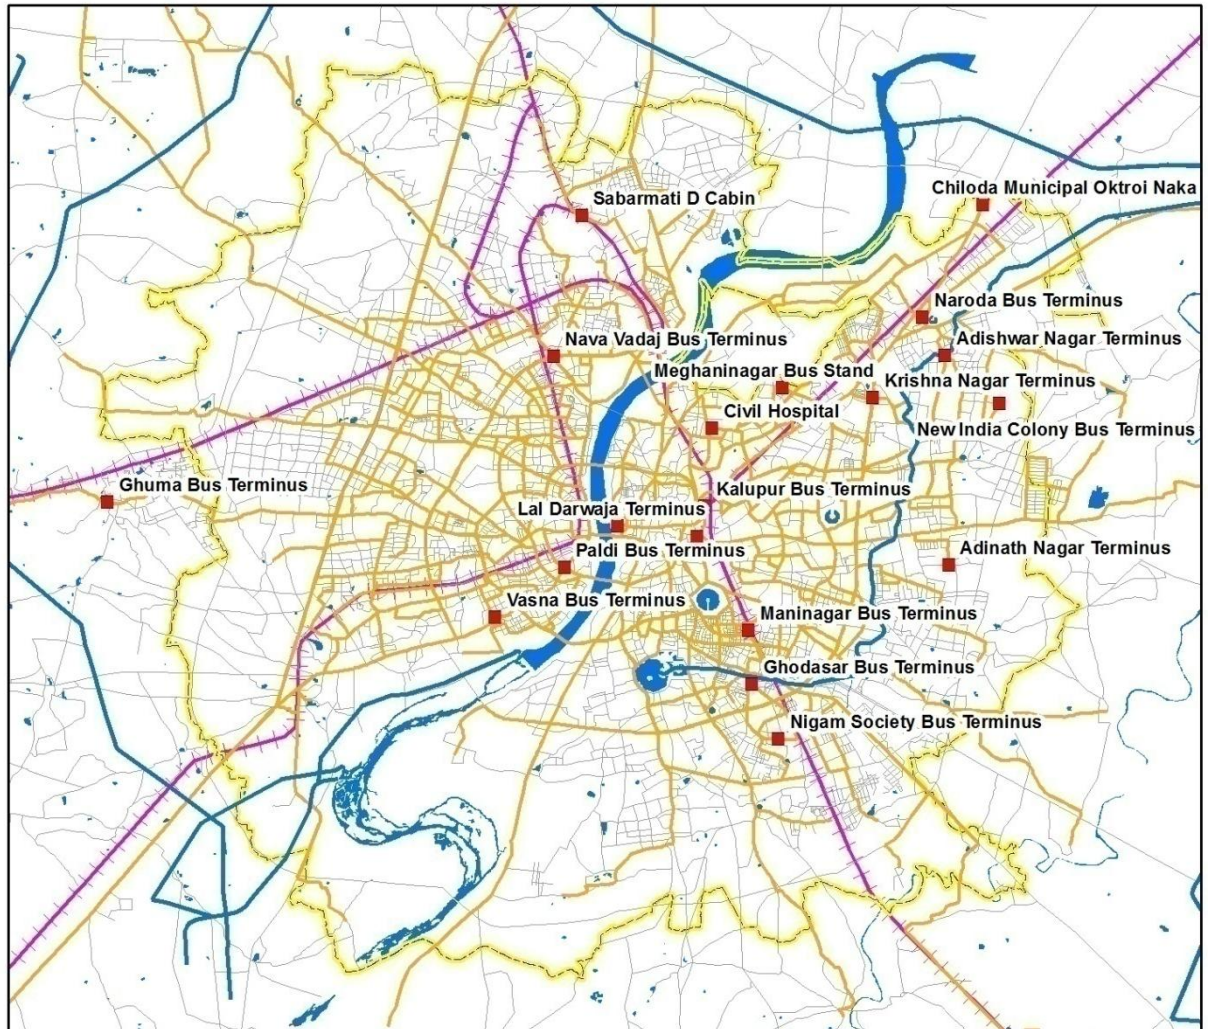 Chiloda Municipal Oktroi Naka
Sabarmati D Cabin
Naroda Bus Terminus
Nava Vadaj Bus Terminus
Adishwar Nagar Terminus
Meghaninagar Bus Stand
Krishna Nagar Terminus
Civil Hospital
New India Colony Bus Terminus
Ghuma Bus Terminus
Kalupur Bus Terminus
Lal Darwaja Terminus
Paldi Bus Terminus
Adinath Nagar Terminus
Vasna Bus Terminus
Maninagar Bus Terminus
Ghodasar Bus Terminus
Nigam Society Bus Terminus